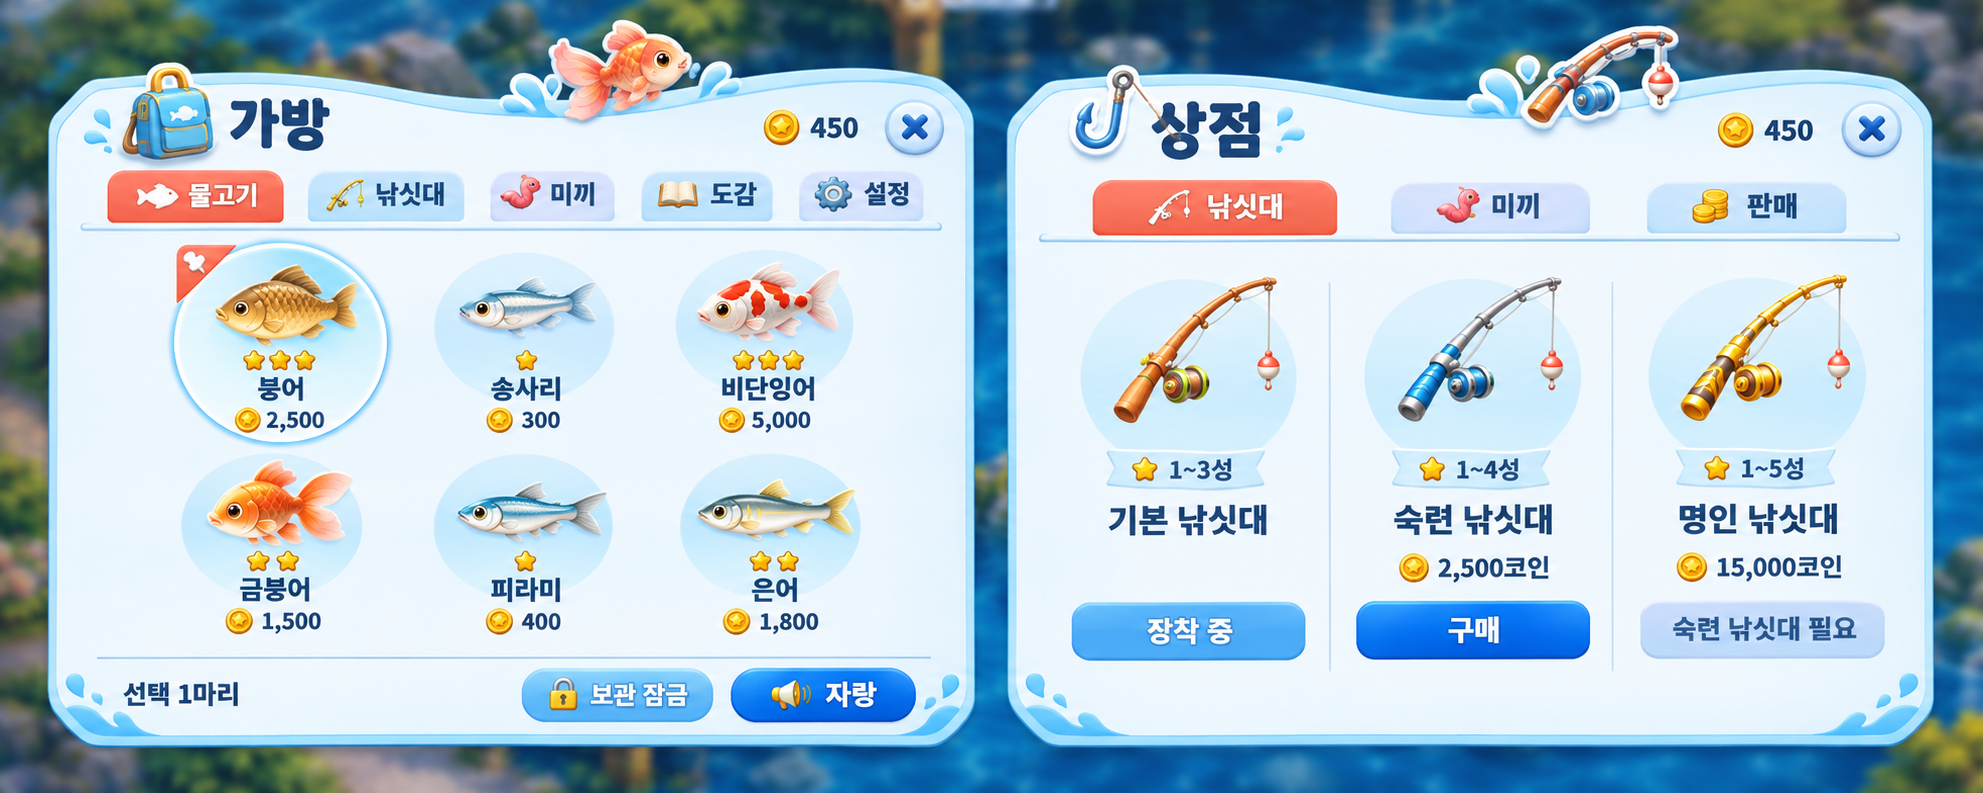 가방
450
물고기
낚싯대
미끼
도감
설정
붕어
2,500
송사리
300
비단잉어
5,000
금붕어
1,500
피라미
400
은어
1,800
선택 1마리
보관 잠금
자랑
상점
450
낚싯대
미끼
판매
1~3성
기본 낚싯대
장착 중
1~4성
숙련 낚싯대
2,500코인
구매
1~5성
명인 낚싯대
15,000코인
숙련 낚싯대 필요